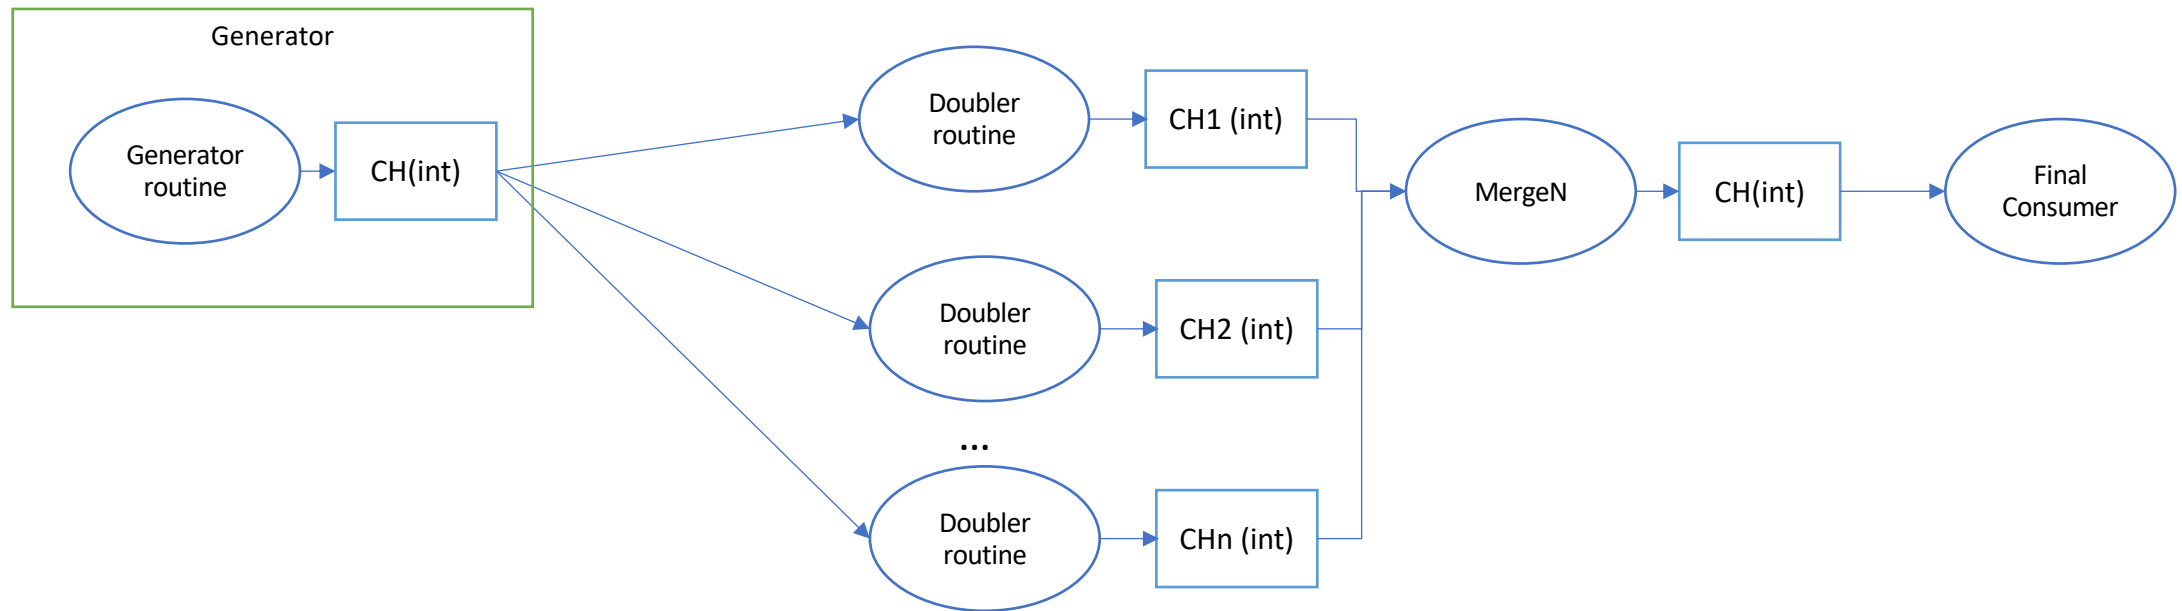 Generator
Generator
routine
CH(int)
Doubler
routine
CH1 (int)
Doubler
routine
CH2 (int)
...
Doubler
routine
CHn (int)
MergeN
CH(int)
Final
Consumer